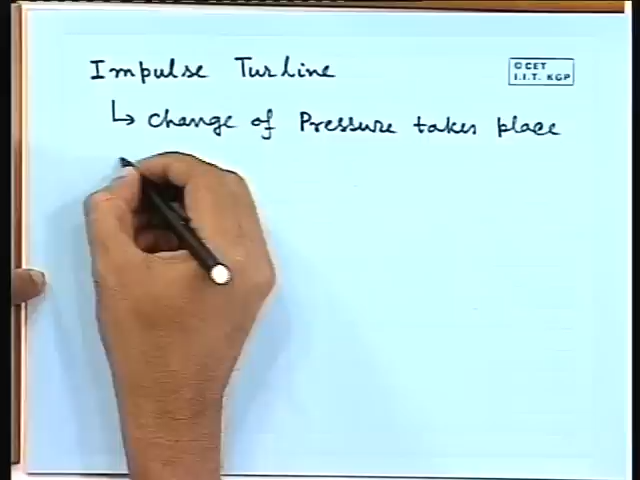 Impulse Turbine
© CET
I.I.T. KGP
↳ change of Pressure takes place